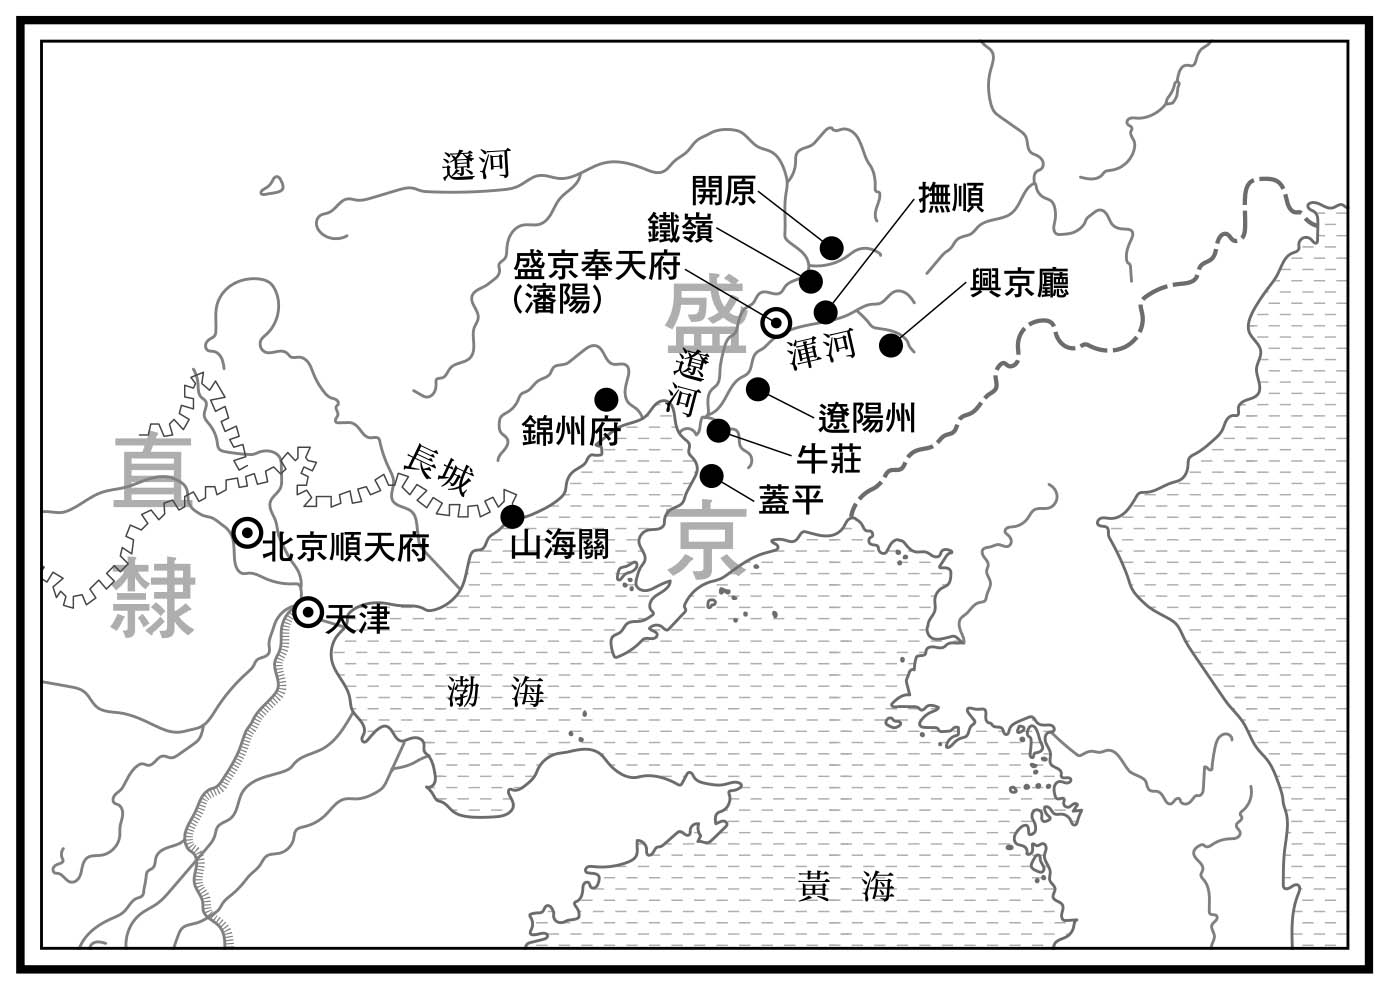 遼河
開原
撫順
鐵嶺
盛京奉天府
(瀋陽)
興京廳
盛京
遼河
渾河
錦州府
遼陽州
牛莊
蓋平
長城
山海關
直隸
北京順天府
天津
渤海
黃海